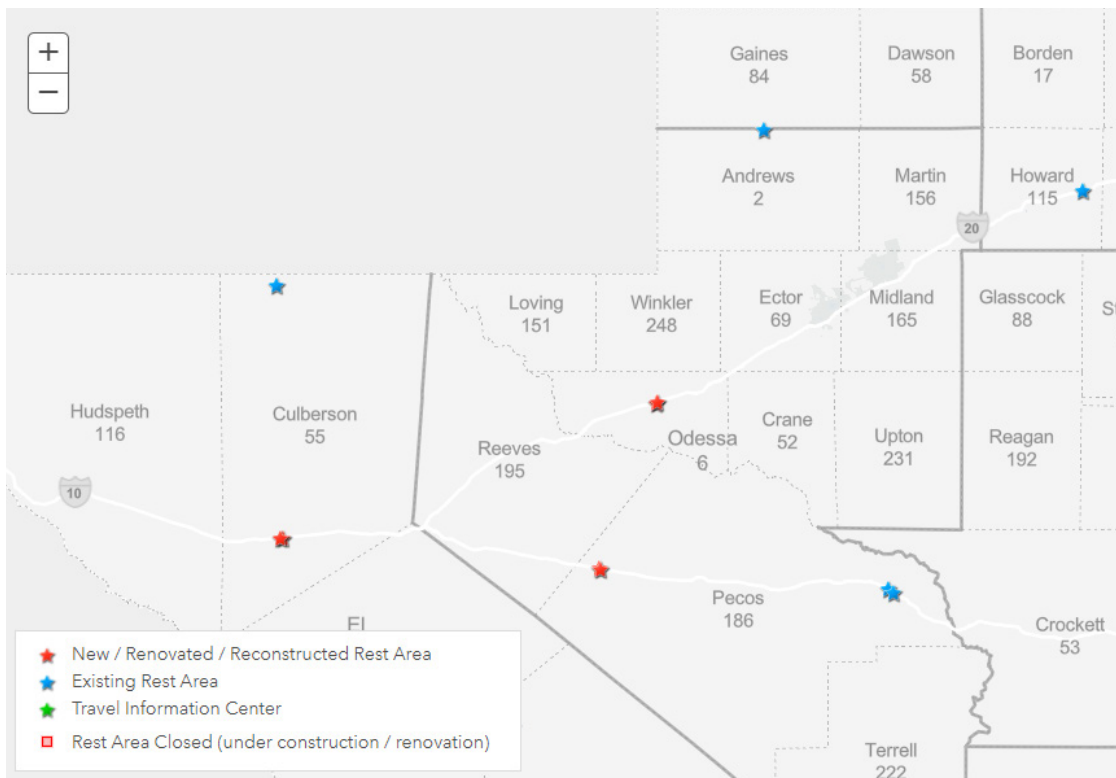 +
−
Gaines
84
Dawson
58
Borden
17
Andrews
2
Martin
156
Howard
115
20
Loving
151
Winkler
248
Ector
69
Midland
165
Glasscock
88
St
Hudspeth
116
Culberson
55
Reeves
195
Odessa
6
Crane
52
Upton
231
Reagan
192
10
El
Pecos
186
Crockett
53
Terrell
222
New / Renovated / Reconstructed Rest Area
Existing Rest Area
Travel Information Center
Rest Area Closed (under construction / renovation)